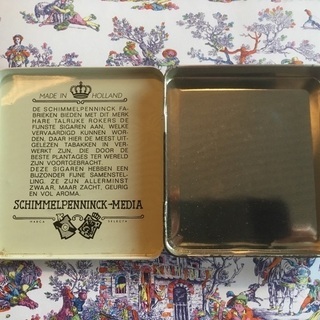 MADE IN HOLLAND
DE SCHIMMELPENNINCK FA-
BRIEKEN BIEDEN MET DIT MERK
HARE TALRIJKE ROKERS DE
FIJNSTE SIGAREN AAN, WELKE
VERVAARDIGD KUNNEN WOR-
DEN. DAAR HIER DE MEEST UIT-
GELEZEN TABAKKEN IN VER-
WERKT ZIJN, DIE DOOR DE
BESTE PLANTAGES TER WERELD
ZIJN VOORTGEBRACHT.
DEZE SIGAREN HEBBEN EEN
BIJZONDER FIJNE SAMENSTEL-
LING. ZE ZIJN ALLERMINST
ZWAAR, MAAR ZACHT, GEURIG
EN VOL AROMA.
SCHIMMELPENNINCK-MEDIA